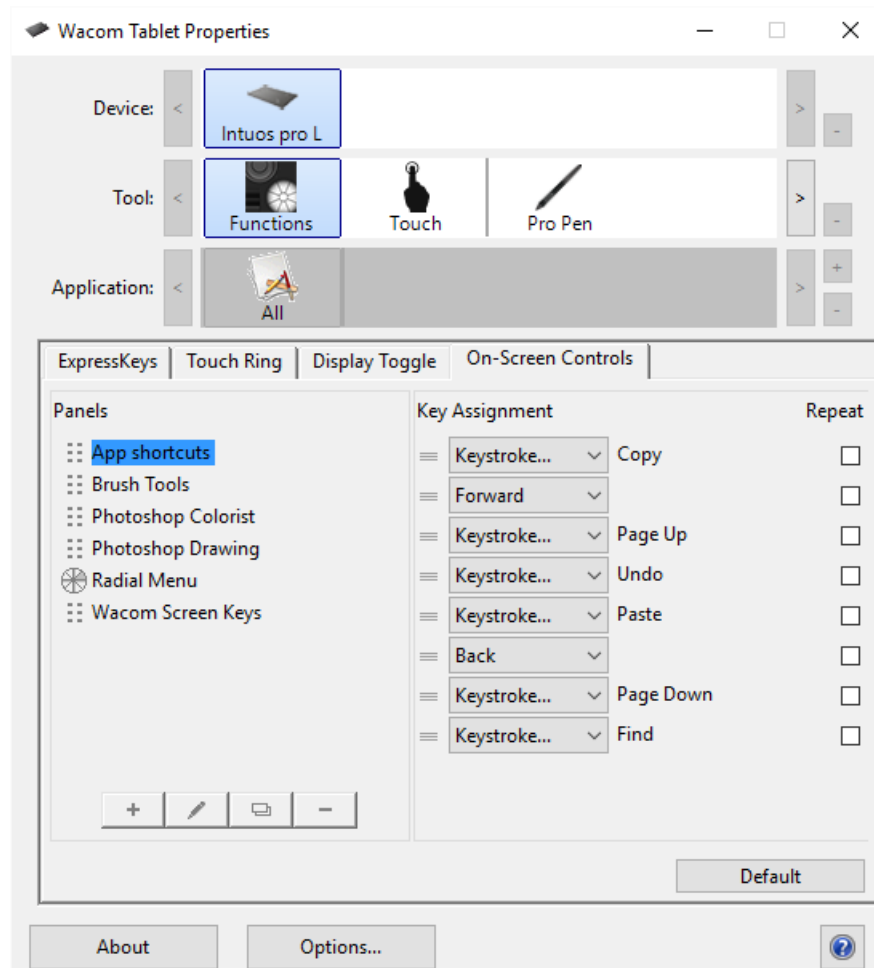 Wacom Tablet Properties
Device:
<
Intuos pro L
>
-
Tool:
<
Functions
Touch
Pro Pen
>
-
Application:
<
All
>
+
-
ExpressKeys
Touch Ring
Display Toggle
On-Screen Controls
Panels
App shortcuts
Brush Tools
Photoshop Colorist
Photoshop Drawing
Radial Menu
Wacom Screen Keys
+
-
Key Assignment
Repeat
Keystroke... Copy
Forward
Keystroke... Page Up
Keystroke... Undo
Keystroke... Paste
Back
Keystroke... Page Down
Keystroke... Find
Default
About
Options...
?